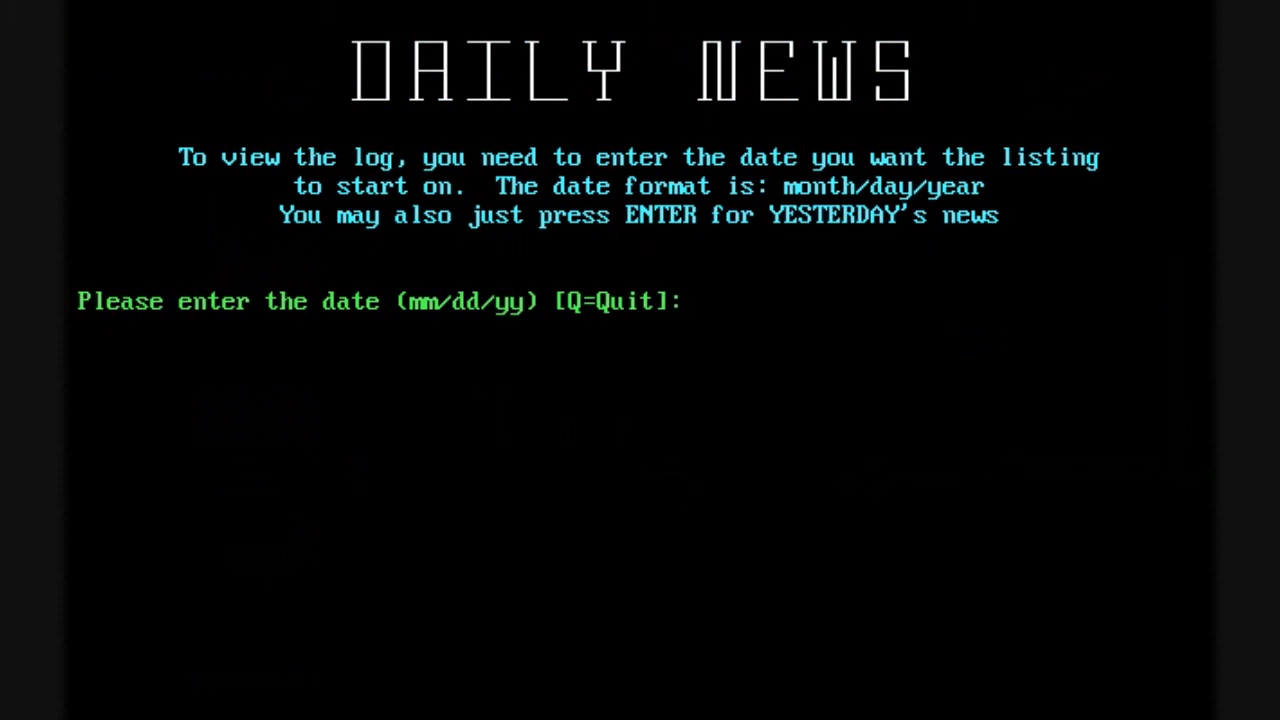 DAILY NEWS
To view the log, you need to enter the date you want the listing
to start on.  The date format is: month/day/year
You may also just press ENTER for YESTERDAY's news
Please enter the date (mm/dd/yy) [Q=Quit]: